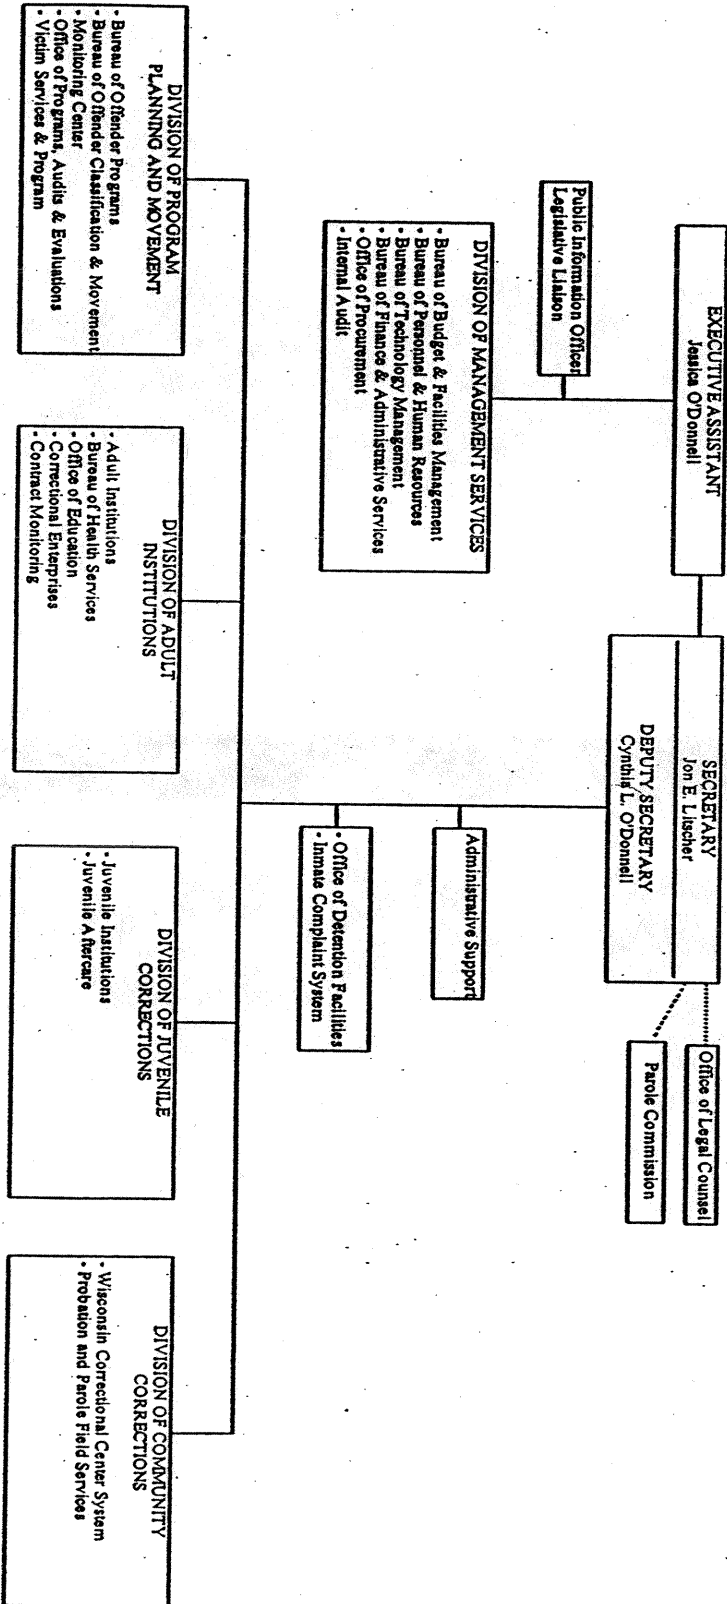 SECRETARY
Jon E. Litscher
DEPUTY SECRETARY
Cynthia L. O'Donnell
EXECUTIVE ASSISTANT
Jessica O'Donnell
Office of Legal Counsel
Parole Commission
Public Information Officer
Legislative Liaison
Administrative Support
DIVISION OF MANAGEMENT SERVICES
• Bureau of Budget & Facilities Management
• Bureau of Personnel & Human Resources
• Bureau of Technology Management
• Bureau of Finance & Administrative Services
• Office of Procurement
• Internal Audit
• Office of Detention Facilities
• Inmate Complaint System
DIVISION OF PROGRAM
PLANNING AND MOVEMENT
• Bureau of Offender Programs
• Bureau of Offender Classification & Movement
• Monitoring Center
• Office of Programs, Audits & Evaluations
• Victim Services & Program
DIVISION OF ADULT
INSTITUTIONS
• Adult Institutions
• Bureau of Health Services
• Office of Education
• Correctional Enterprises
• Contract Monitoring
DIVISION OF JUVENILE
CORRECTIONS
• Juvenile Institutions
• Juvenile Aftercare
DIVISION OF COMMUNITY
CORRECTIONS
• Wisconsin Correctional Center System
• Probation and Parole Field Services